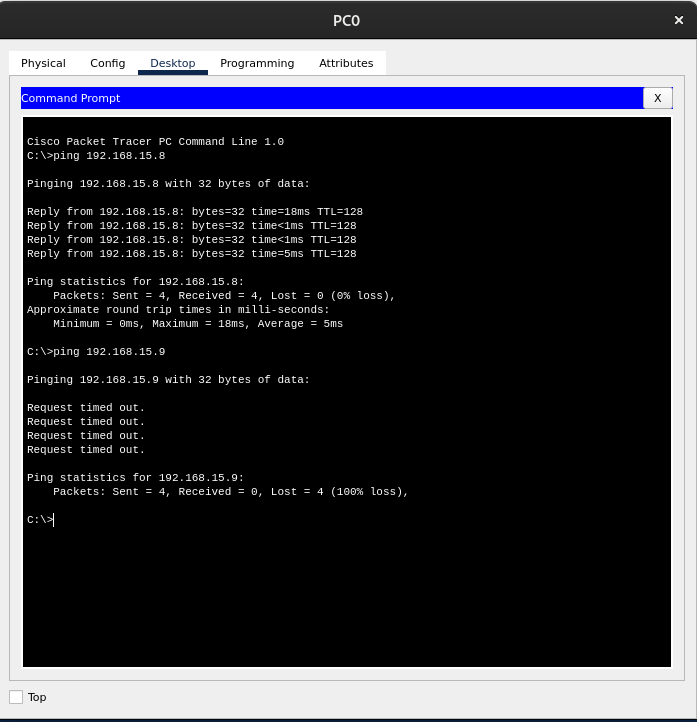 PC0
Physical Config Desktop Programming Attributes
Command Prompt X
Cisco Packet Tracer PC Command Line 1.0
C:\>ping 192.168.15.8
Pinging 192.168.15.8 with 32 bytes of data:
Reply from 192.168.15.8: bytes=32 time=18ms TTL=128
Reply from 192.168.15.8: bytes=32 time<1ms TTL=128
Reply from 192.168.15.8: bytes=32 time<1ms TTL=128
Reply from 192.168.15.8: bytes=32 time=5ms TTL=128
Ping statistics for 192.168.15.8:
    Packets: Sent = 4, Received = 4, Lost = 0 (0% loss),
Approximate round trip times in milli-seconds:
    Minimum = 0ms, Maximum = 18ms, Average = 5ms
C:\>ping 192.168.15.9
Pinging 192.168.15.9 with 32 bytes of data:
Request timed out.
Request timed out.
Request timed out.
Request timed out.
Ping statistics for 192.168.15.9:
    Packets: Sent = 4, Received = 0, Lost = 4 (100% loss),
C:\>
Top